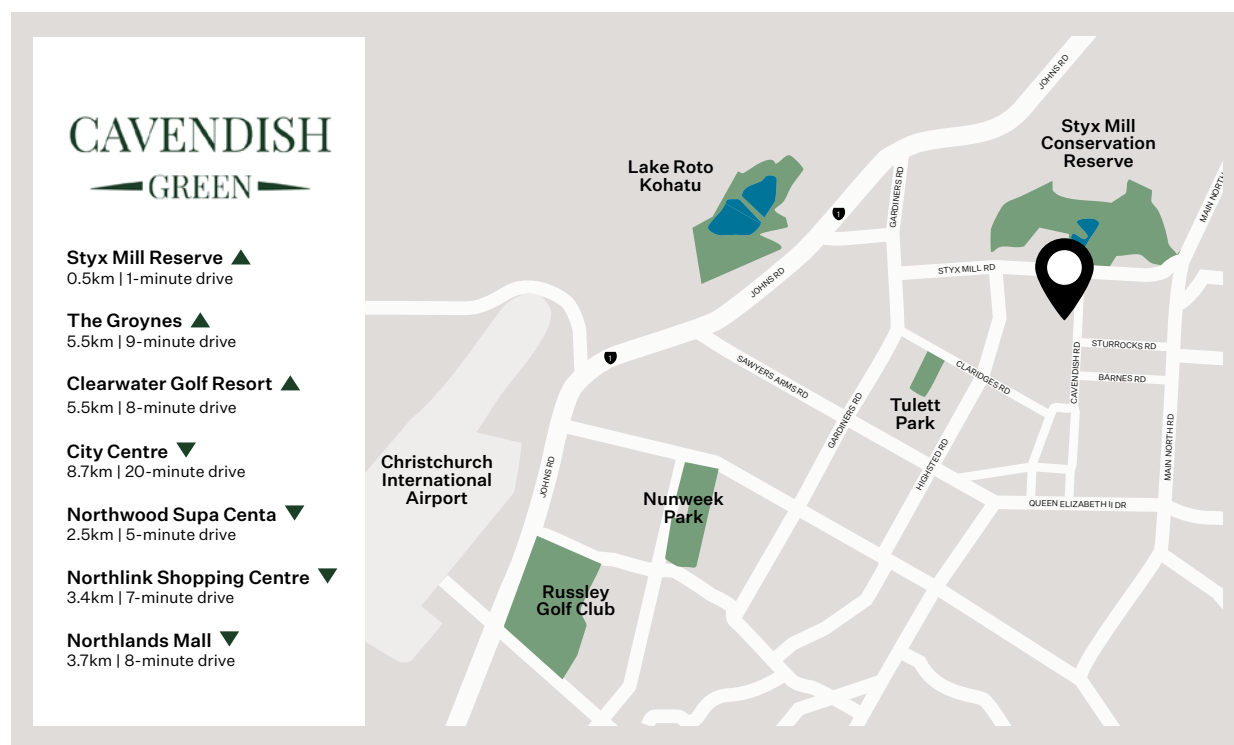 CAVENDISH
GREEN
Styx Mill Reserve
0.5km | 1-minute drive
The Groynes
5.5km | 9-minute drive
Clearwater Golf Resort
5.5km | 8-minute drive
City Centre
8.7km | 20-minute drive
Northwood Supa Centa
2.5km | 5-minute drive
Northlink Shopping Centre
3.4km | 7-minute drive
Northlands Mall
3.7km | 8-minute drive
JOHNS RD
Styx Mill
Conservation
Reserve
Lake Roto
Kohatu
GARDINERS RD
MAIN NORTH
1
STYX MILL RD
JOHNS RD
1
STURROCKS RD
SAWYERS ARMS RD
CLARIDGES RD
CAVENDISH RD
BARNES RD
Tulett
Park
GARDINERS RD
HIGHSTED RD
MAIN NORTH RD
Christchurch
International
Airport
JOHNS RD
Nunweek
Park
QUEEN ELIZABETH II DR
Russley
Golf Club